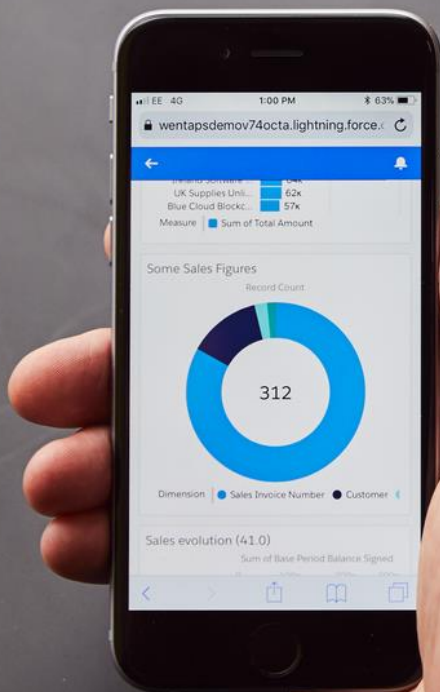 EE 4G 1:00 PM 63%
wentapsdemov74octa.lightning.force.c
UK Supplies Unli... 62K
Blue Cloud Blockc... 57K
Measure Sum of Total Amount
Some Sales Figures
Record Count
312
Dimension Sales Invoice Number Customer
Sales evolution (41.0)
Sum of Base Period Balance Signed